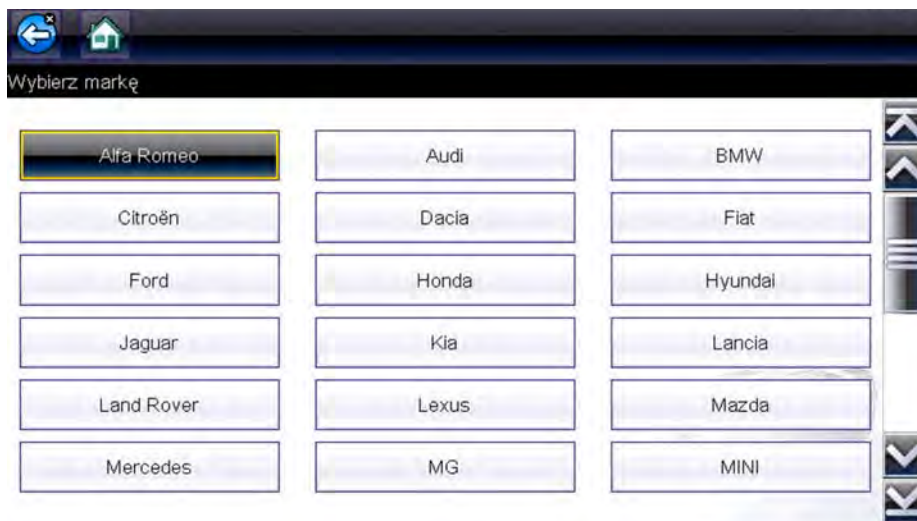 Wybierz markę
Alfa Romeo Audi BMW
Citroën Dacia Fiat
Ford Honda Hyundai
Jaguar Kia Lancia
Land Rover Lexus Mazda
Mercedes MG MINI